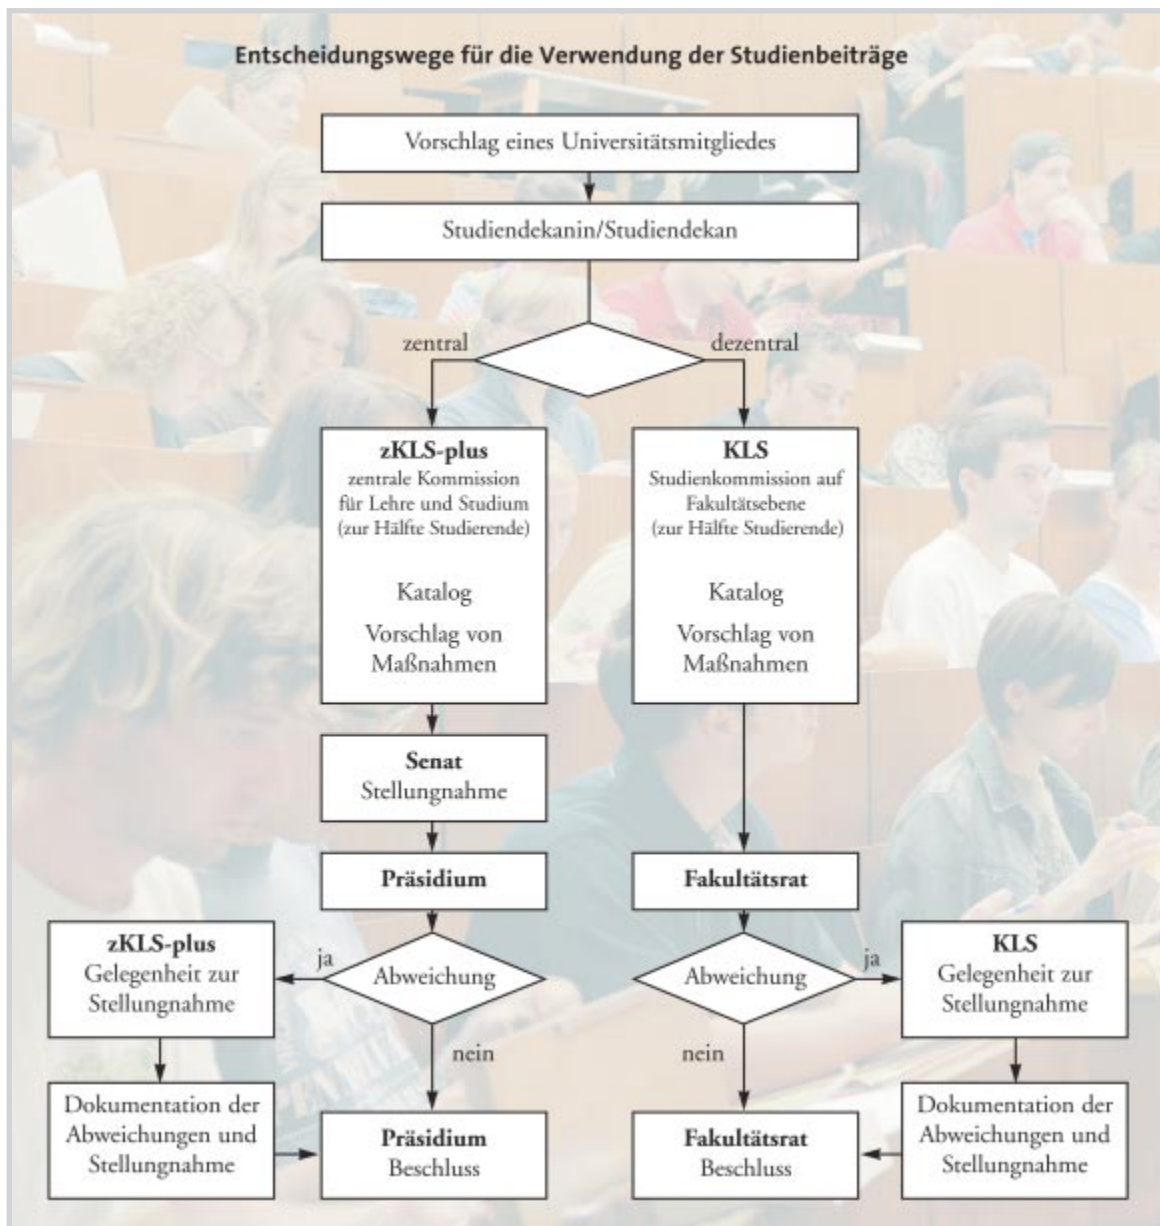 Entscheidungswege für die Verwendung der Studienbeiträge
Vorschlag eines Universitätsmitgliedes
Studiendekanin/Studiendekan
zentral
dezentral
zKLS-plus
zentrale Kommission
für Lehre und Studium
(zur Hälfte Studierende)
Katalog
Vorschlag von
Maßnahmen
KLS
Studienkommission auf
Fakultätsebene
(zur Hälfte Studierende)
Katalog
Vorschlag von
Maßnahmen
Senat
Stellungnahme
Präsidium
Fakultätsrat
zKLS-plus
Gelegenheit zur
Stellungnahme
ja
Abweichung
Abweichung
ja
KLS
Gelegenheit zur
Stellungnahme
nein
nein
Dokumentation der
Abweichungen und
Stellungnahme
Präsidium
Beschluss
Fakultätsrat
Beschluss
Dokumentation der
Abweichungen und
Stellungnahme